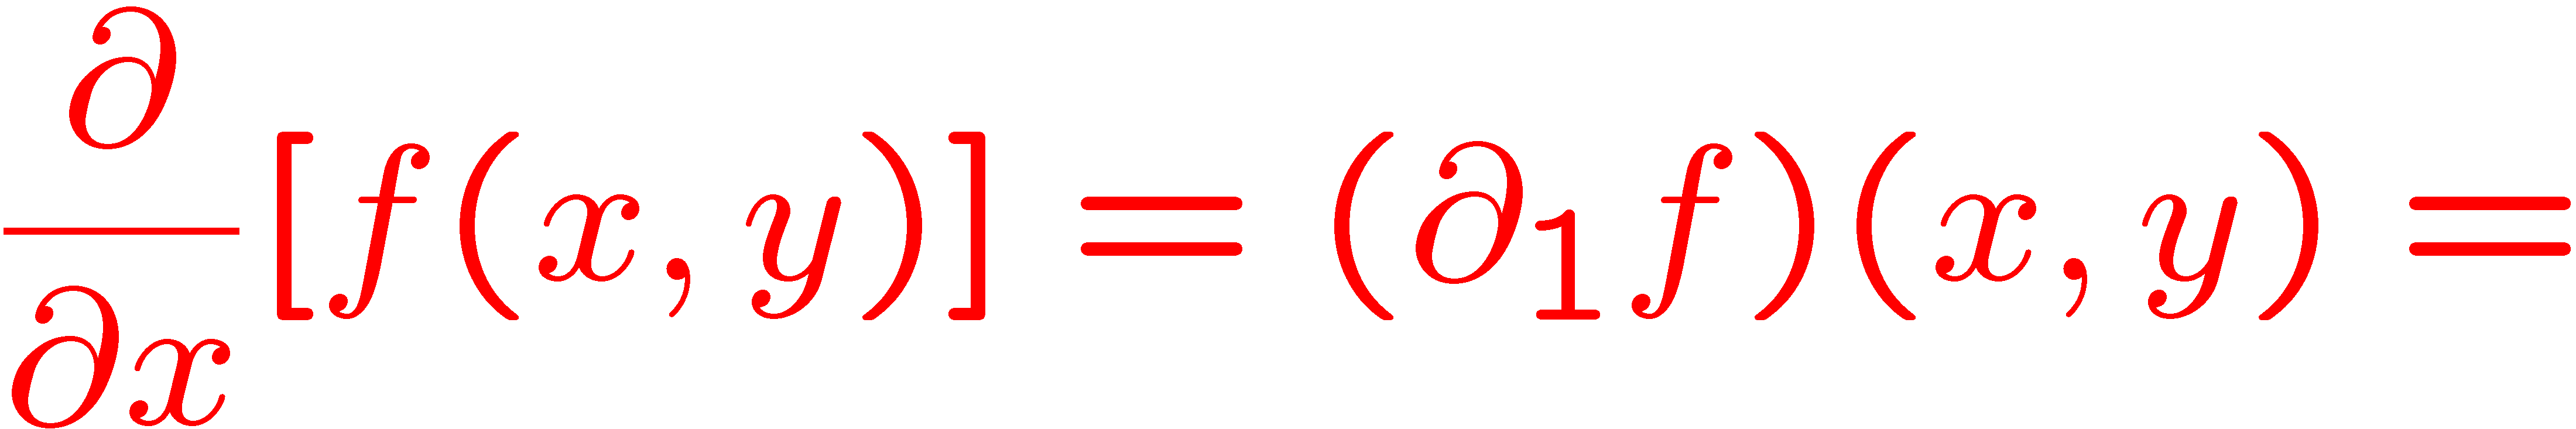 ∂/∂x [f(x, y)] = (∂₁f)(x, y) =